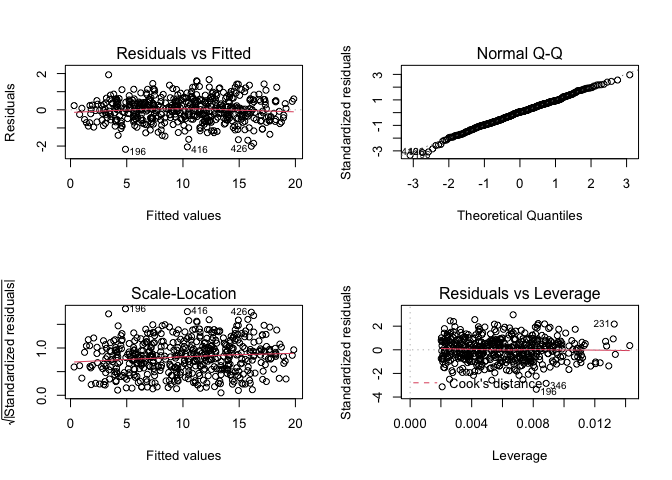 Residuals vs Fitted
Residuals
2
0
-2
196
416
426
0 5 10 15 20
Fitted values
Normal Q-Q
Standardized residuals
3
1
-1
-3
-3 -2 -1 0 1 2 3
Theoretical Quantiles
Scale-Location
√|Standardized residuals|
1.0
0.0
196
416
426
0 5 10 15 20
Fitted values
Residuals vs Leverage
Standardized residuals
2
0
-2
-4
231
Cook's distance
346
196
0.000 0.004 0.008 0.012
Leverage